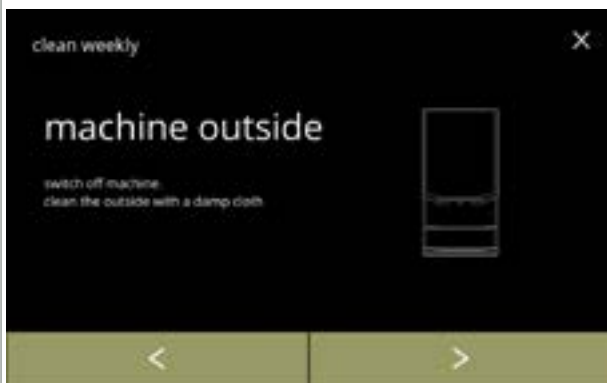 clean weekly
machine outside
switch off machine.
clean the outside with a damp cloth